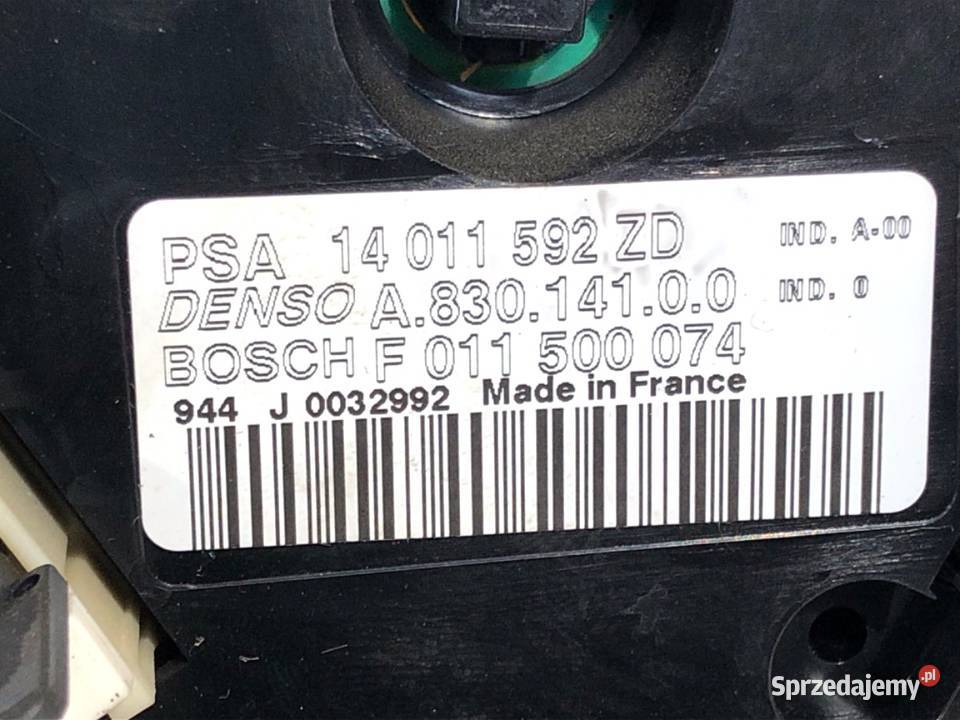 PSA 14 011 592 ZD IND. A-00
DENSO A.830.141.0.0 IND. 0
BOSCH F 011 500 074
944 J 0032992 Made in France
Sprzedajemy.pl